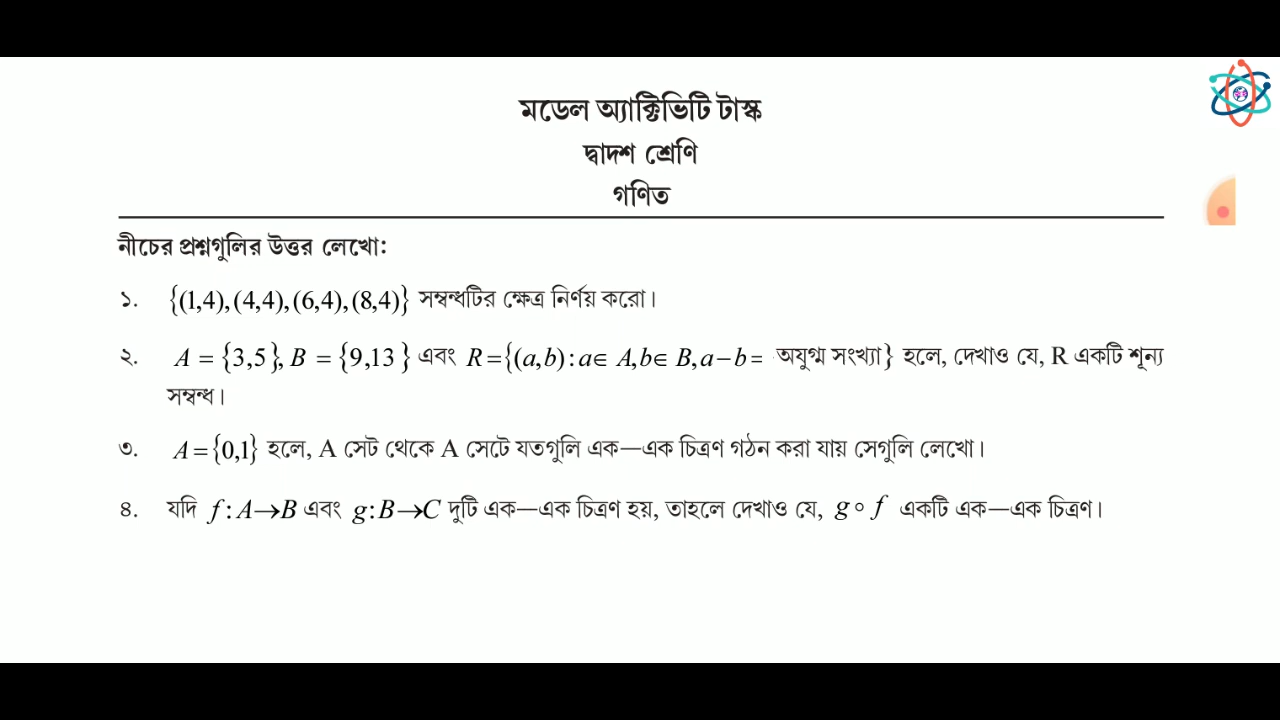 মডেল অ্যাক্টিভিটি টাস্ক
দ্বাদশ শ্রেণি
গণিত
নীচের প্রশ্নগুলির উত্তর লেখো:
১. {(1,4), (4,4), (6,4), (8,4)} সম্বন্ধটির ক্ষেত্র নির্ণয় করো।
২. A = {3,5}, B = {9,13 } এবং R={(a,b) : a∈ A,b∈ B,a−b= অযুগ্ম সংখ্যা} হলে, দেখাও যে, R একটি শূন্য
সম্বন্ধ।
৩. A={0,1} হলে, A সেট থেকে A সেটে যতগুলি এক—এক চিত্রণ গঠন করা যায় সেগুলি লেখো।
৪. যদি f : A→B এবং g:B→C দুটি এক—এক চিত্রণ হয়, তাহলে দেখাও যে, g∘f একটি এক—এক চিত্রণ।